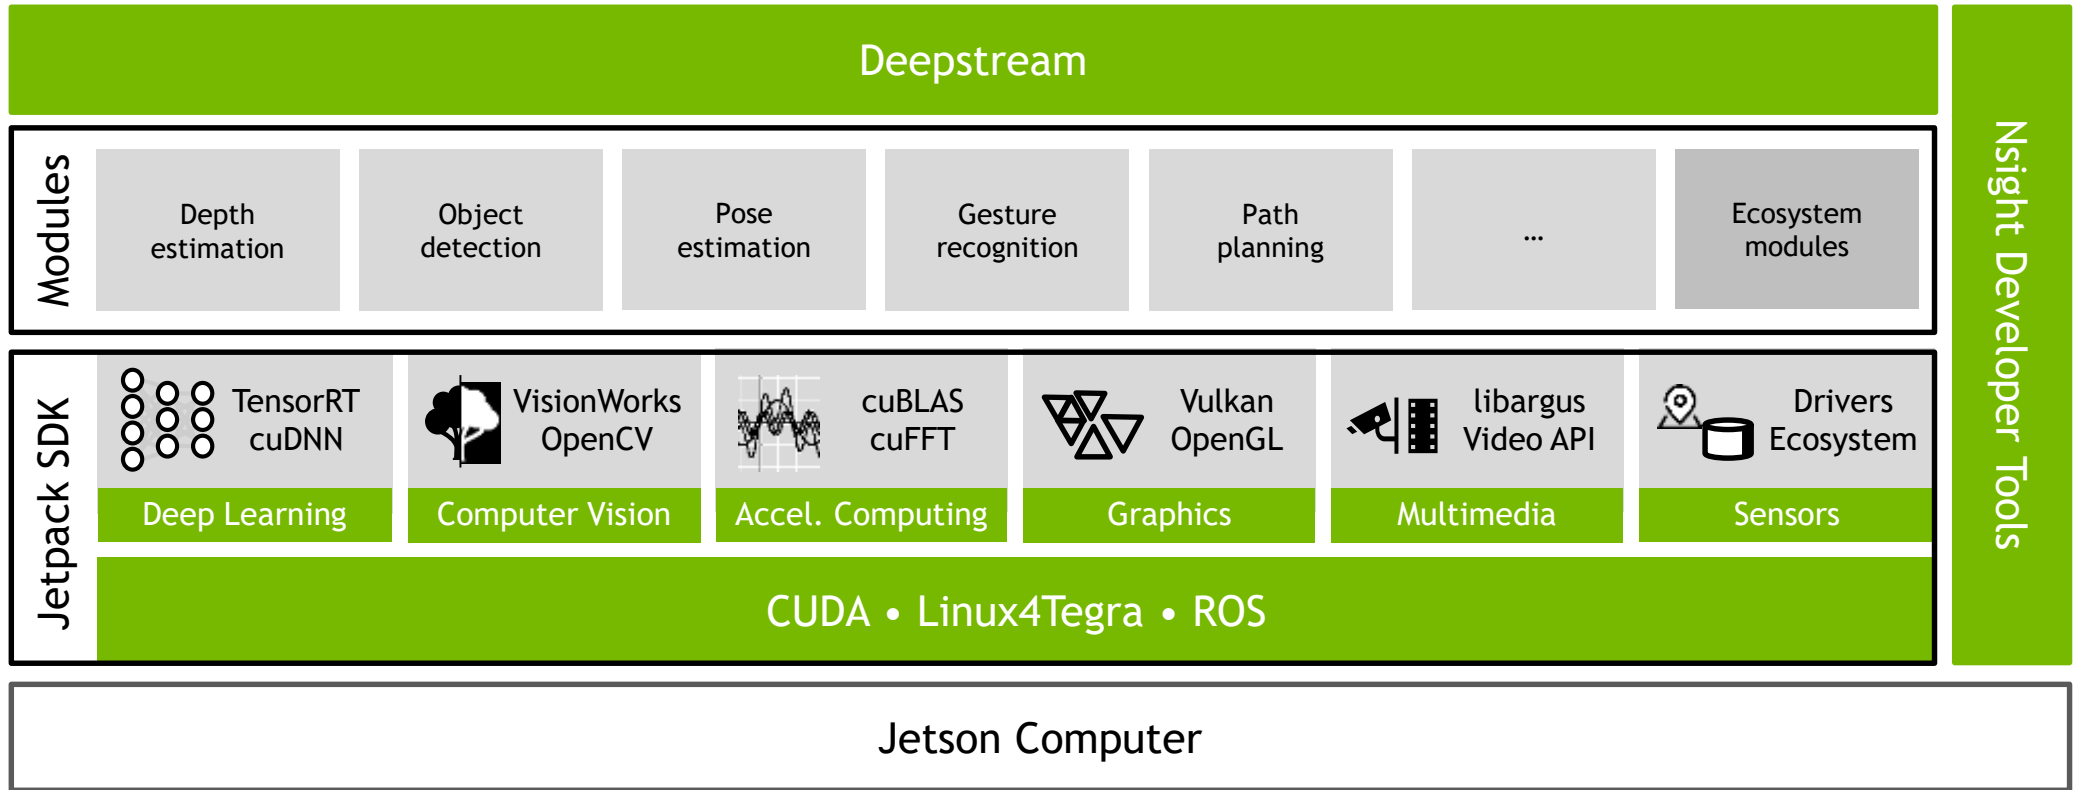 Deepstream
Modules
Depth
estimation
Object
detection
Pose
estimation
Gesture
recognition
Path
planning
...
Ecosystem
modules
Jetpack SDK
TensorRT
cuDNN
Deep Learning
VisionWorks
OpenCV
Computer Vision
cuBLAS
cuFFT
Accel. Computing
Vulkan
OpenGL
Graphics
libargus
Video API
Multimedia
Drivers
Ecosystem
Sensors
CUDA • Linux4Tegra • ROS
Nsight Developer Tools
Jetson Computer